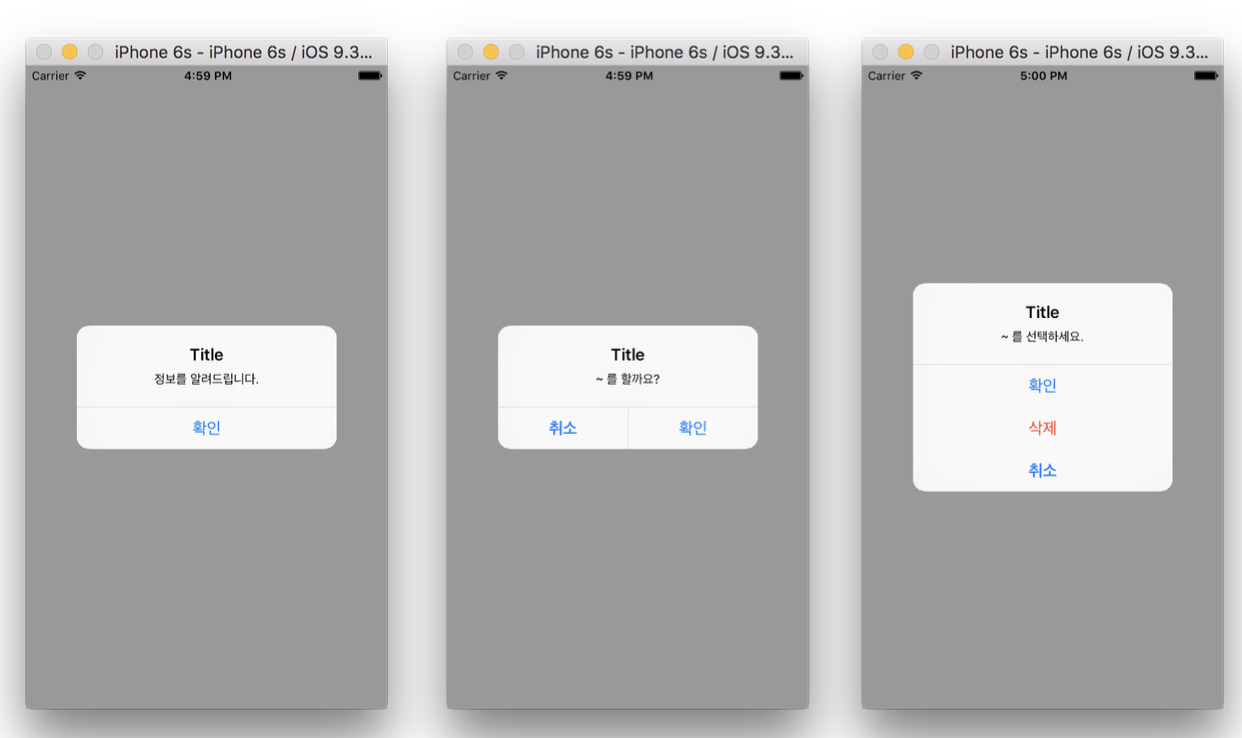 iPhone 6s - iPhone 6s / iOS 9.3...
Carrier 4:59 PM
Title
정보를 알려드립니다.
확인
iPhone 6s - iPhone 6s / iOS 9.3...
Carrier 4:59 PM
Title
~ 를 할까요?
취소 확인
iPhone 6s - iPhone 6s / iOS 9.3...
Carrier 5:00 PM
Title
~ 를 선택하세요.
확인
삭제
취소